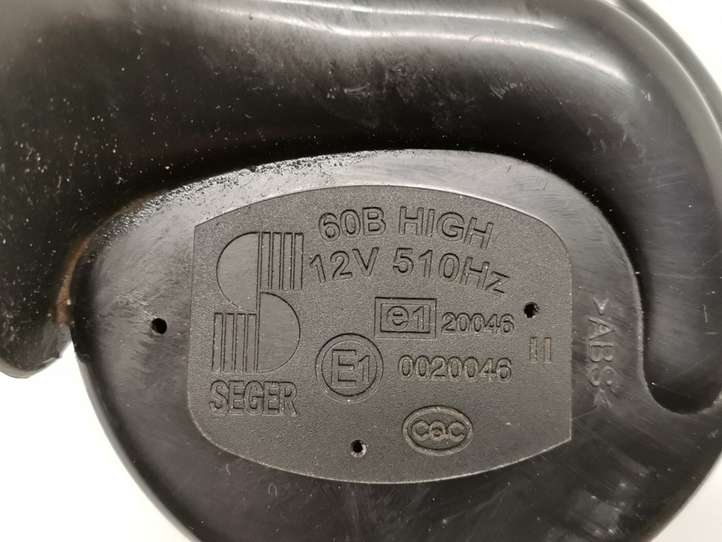 60B HIGH
12V 510Hz
e1 20046
E1 0020046
SEGER
>ABS<